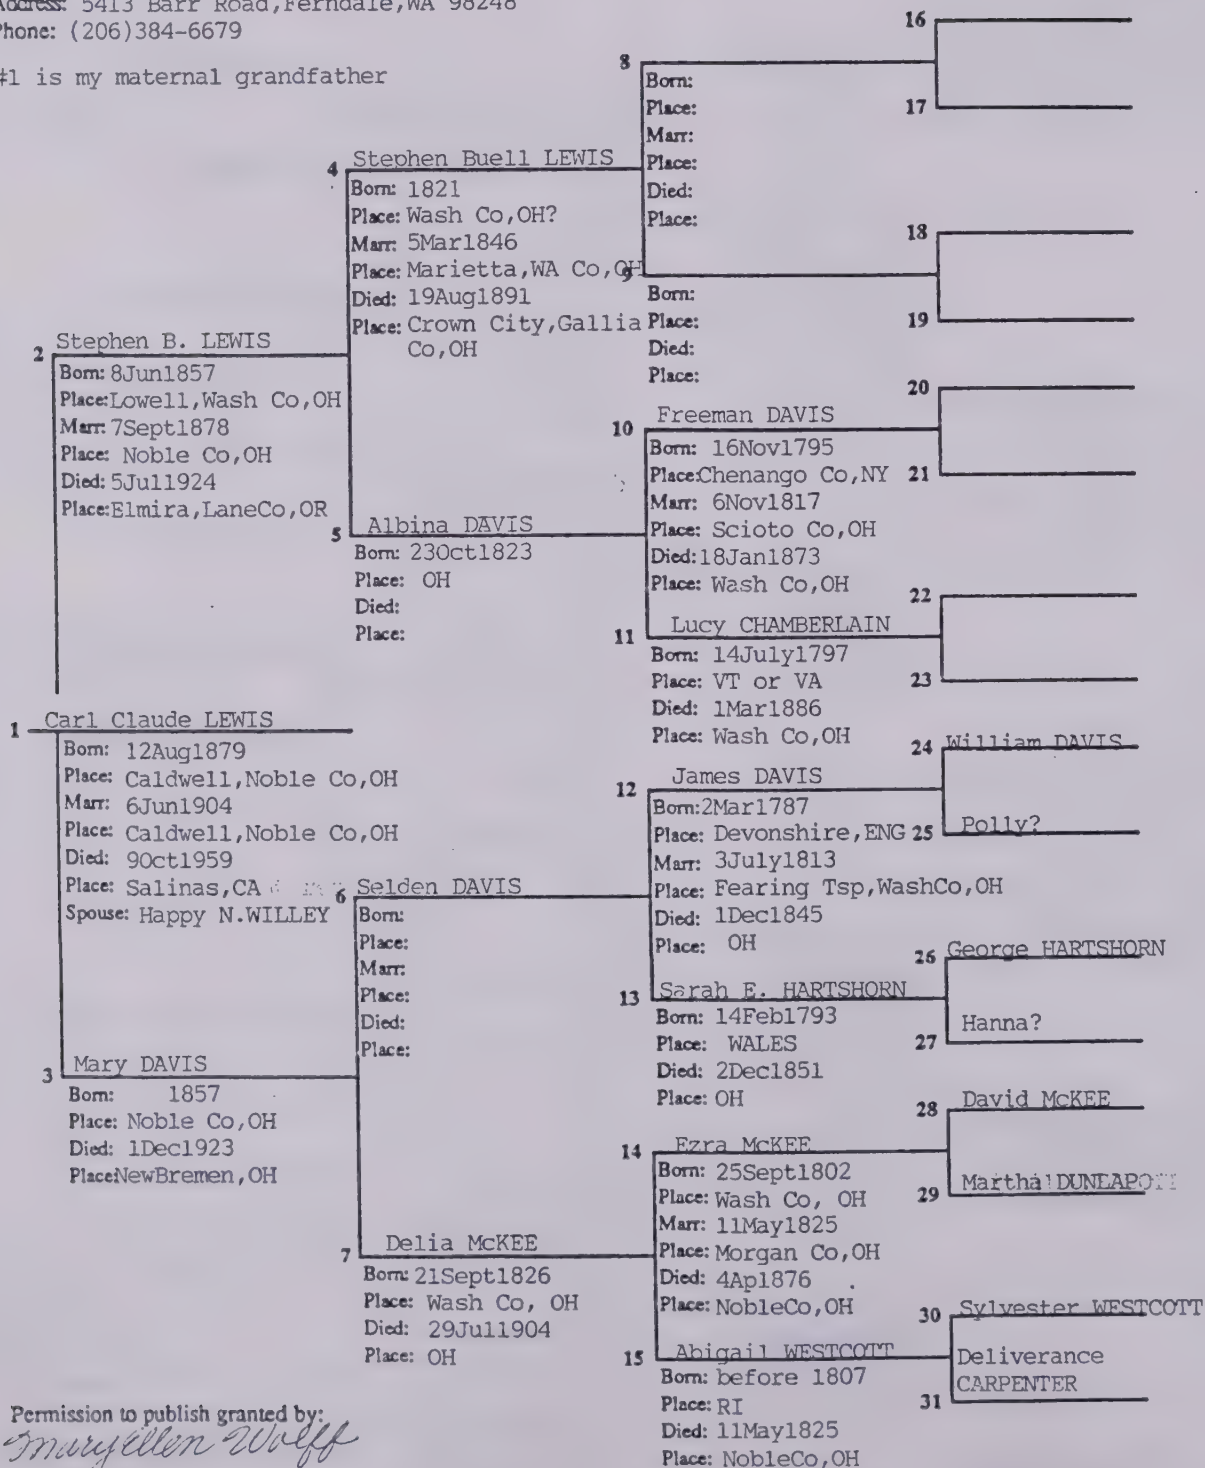 Address: 5413 Barr Road,Ferndale,WA 98248
Phone: (206)384-6679
#1 is my maternal grandfather
16
17
8
Born:
Place:
Marr:
Place:
Died:
Place:
18
9
Born:
Place:
Died:
Place:
19
4 Stephen Buell LEWIS
Born: 1821
Place: Wash Co,OH?
Marr: 5Mar1846
Place: Marietta,WA Co,OH
Died: 19Aug1891
Place: Crown City,Gallia
Co,OH
2 Stephen B. LEWIS
Born: 8Jun1857
Place: Lowell,Wash Co,OH
Marr: 7Sept1878
Place: Noble Co,OH
Died: 5Jul1924
Place: Elmira,LaneCo,OR
5 Albina DAVIS
Born: 23Oct1823
Place: OH
Died:
Place:
20
10 Freeman DAVIS
Born: 16Nov1795
Place: Chenango Co,NY
21
Marr: 6Nov1817
Place: Scioto Co,OH
Died: 18Jan1873
Place: Wash Co,OH
22
11 Lucy CHAMBERLAIN
Born: 14July1797
Place: VT or VA
23
Died: 1Mar1886
Place: Wash Co,OH
1 Carl Claude LEWIS
Born: 12Aug1879
Place: Caldwell,Noble Co,OH
Marr: 6Jun1904
Place: Caldwell,Noble Co,OH
Died: 9Oct1959
Place: Salinas,CA
Spouse: Happy N.WILLEY
24 William DAVIS
12 James DAVIS
Born: 2Mar1787
Place: Devonshire,ENG
25 Polly?
Marr: 3July1813
Place: Fearing Tsp,WashCo,OH
Died: 1Dec1845
Place: OH
6 Selden DAVIS
Born:
Place:
Marr:
Place:
Died:
Place:
26 George HARTSHORN
13 Sarah E. HARTSHORN
Born: 14Feb1793
Place: WALES
Died: 2Dec1851
Place: OH
27 Hanna?
3 Mary DAVIS
Born: 1857
Place: Noble Co,OH
Died: 1Dec1923
Place: NewBremen,OH
28 David McKEE
14 Ezra McKEE
Born: 25Sept1802
Place: Wash Co, OH
Marr: 11May1825
Place: Morgan Co,OH
Died: 4Ap1876
Place: NobleCo,OH
29 Martha DUNLAP
7 Delia McKEE
Born: 21Sept1826
Place: Wash Co, OH
Died: 29Jul1904
Place: OH
30 Sylvester WESTCOTT
15 Abigail WESTCOTT
Born: before 1807
Place: RI
Died: 11May1825
Place: NobleCo,OH
Deliverance
CARPENTER
31
Permission to publish granted by:
Maryellen Wolff